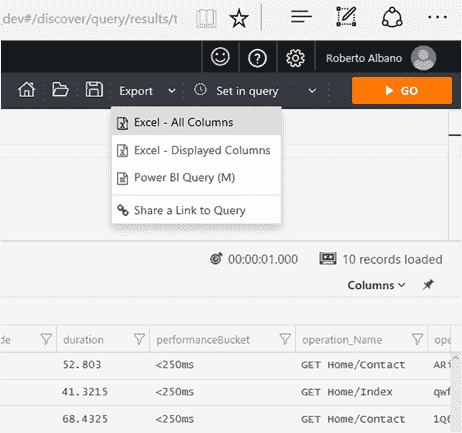 _dev#/discover/query/results/t
Roberto Albano
Export
Set in query
GO
Excel - All Columns
Excel - Displayed Columns
Power BI Query (M)
Share a Link to Query
00:00:01.000
10 records loaded
Columns
de duration performanceBucket operation_Name ope
52.803 <250ms GET Home/Contact ARi
41.3215 <250ms GET Home/Index qwf
68.4325 <250ms GET Home/Contact 1Q6